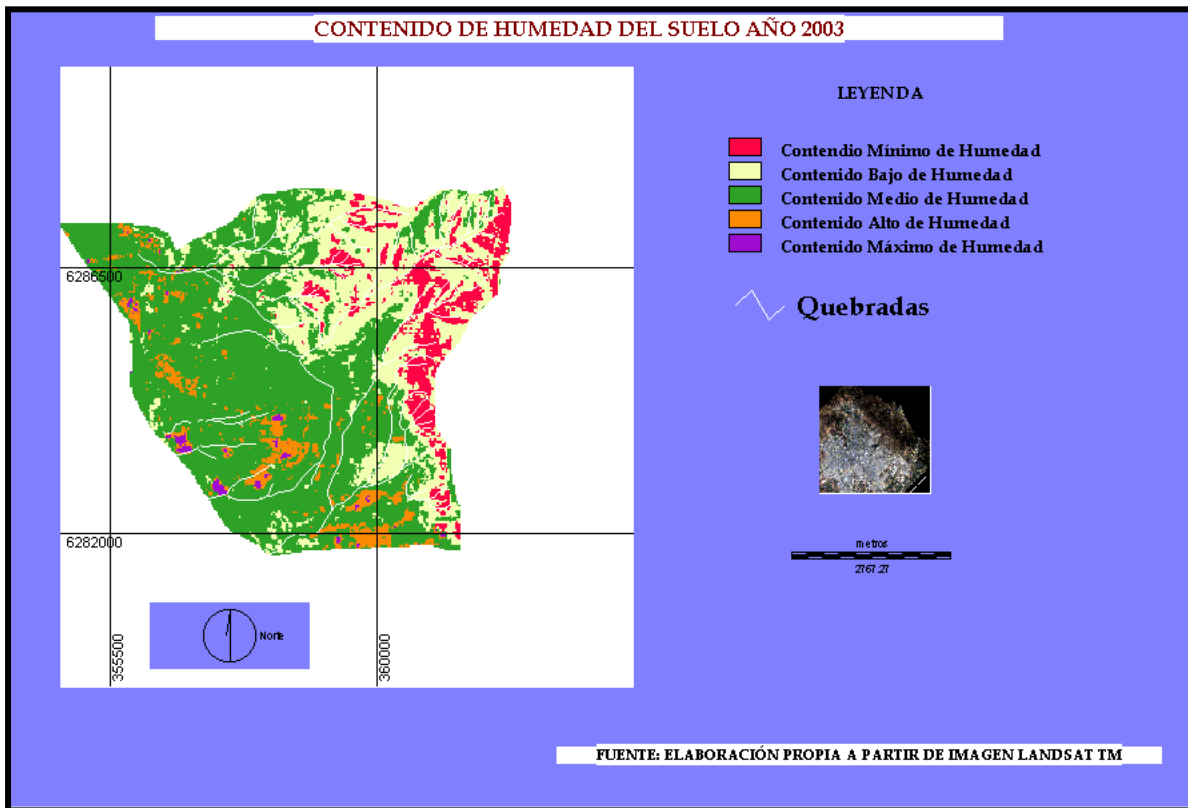 CONTENIDO DE HUMEDAD DEL SUELO AÑO 2003
LEYENDA
Contendio Mínimo de Humedad
Contenido Bajo de Humedad
Contenido Medio de Humedad
Contenido Alto de Humedad
Contenido Máximo de Humedad
Quebradas
6286500
6282000
355500
360000
Norte
metros
2767.27
FUENTE: ELABORACIÓN PROPIA A PARTIR DE IMAGEN LANDSAT TM